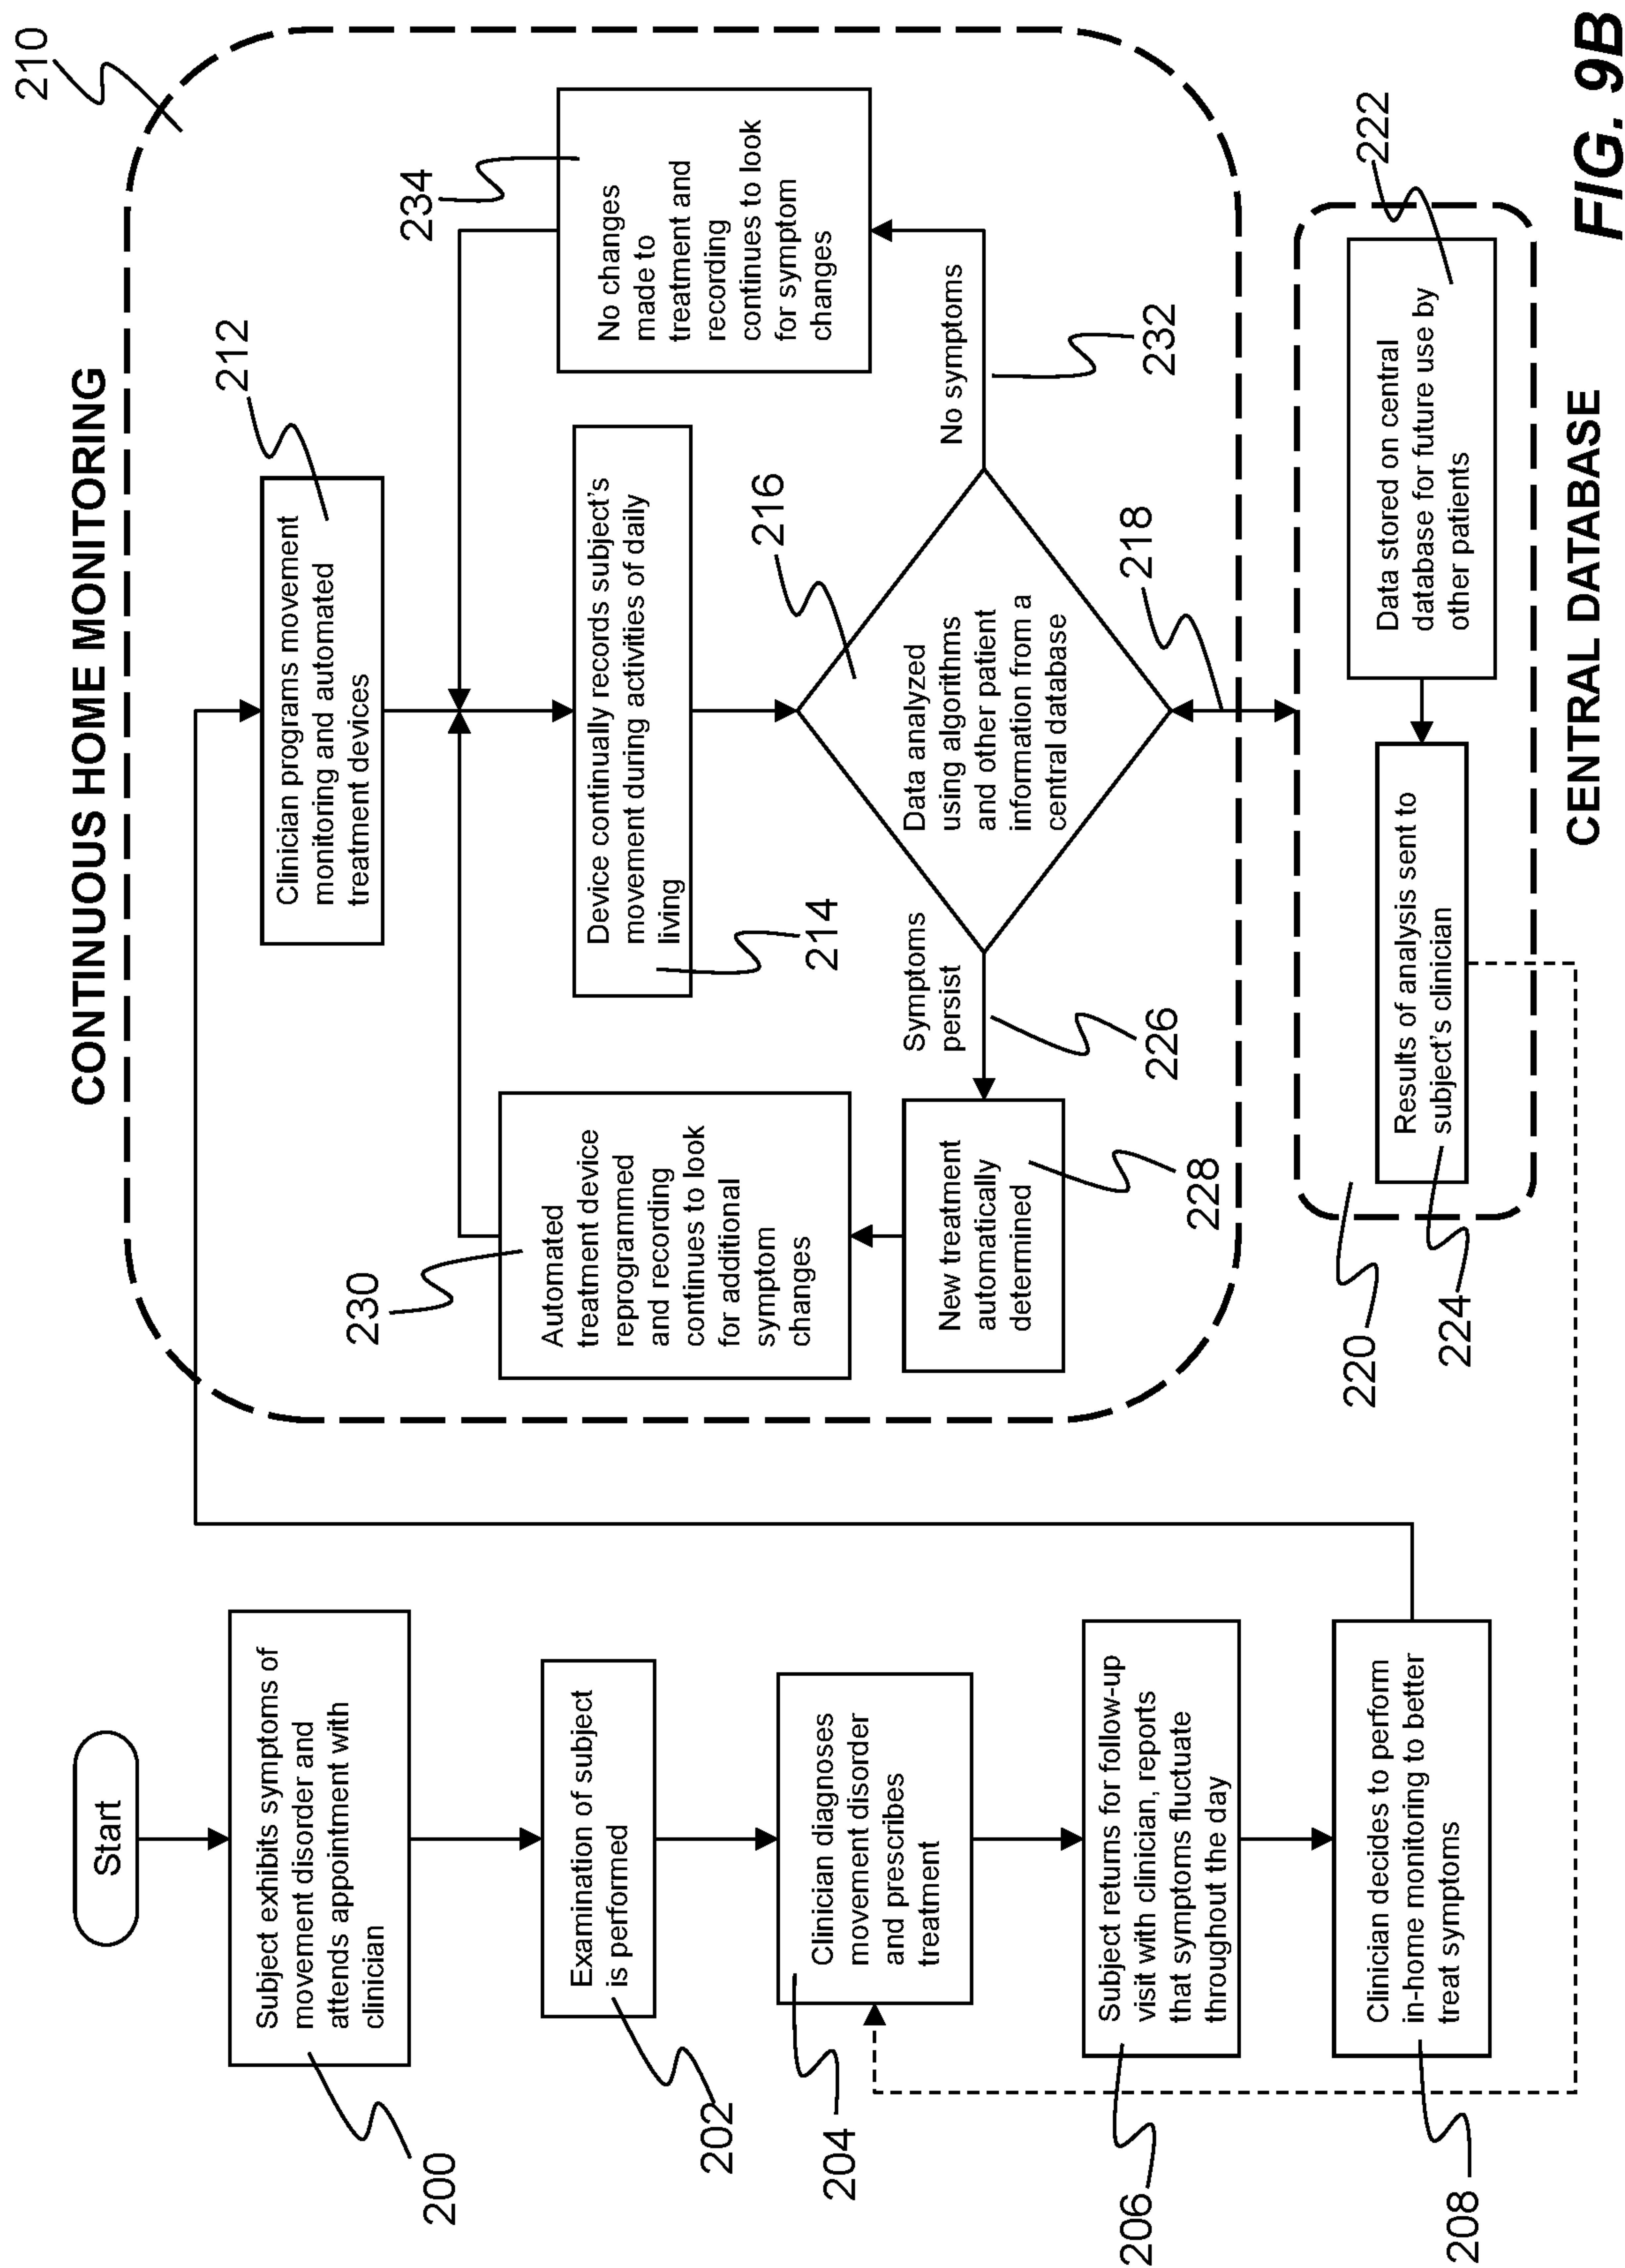 Start
Subject exhibits symptoms of
movement disorder and
attends appointment with
clinician
200
Examination of subject
is performed
202
Clinician diagnoses
movement disorder
and prescribes
treatment
204
Subject returns for follow-up
visit with clinician, reports
that symptoms fluctuate
throughout the day
206
Clinician decides to perform
in-home monitoring to better
treat symptoms
208
CONTINUOUS HOME MONITORING
210
Clinician programs movement
monitoring and automated
treatment devices
212
Device continually records subject's
movement during activities of daily
living
214
Data analyzed
using algorithms
and other patient
information from a
central database
216
218
Symptoms
persist
226
New treatment
automatically
determined
228
Automated
treatment device
reprogrammed
and recording
continues to look
for additional
symptom
changes
230
No symptoms
232
No changes
made to
treatment and
recording
continues to look
for symptom
changes
234
220
Data stored on central
database for future use by
other patients
222
Results of analysis sent to
subject's clinician
224
CENTRAL DATABASE
FIG. 9B